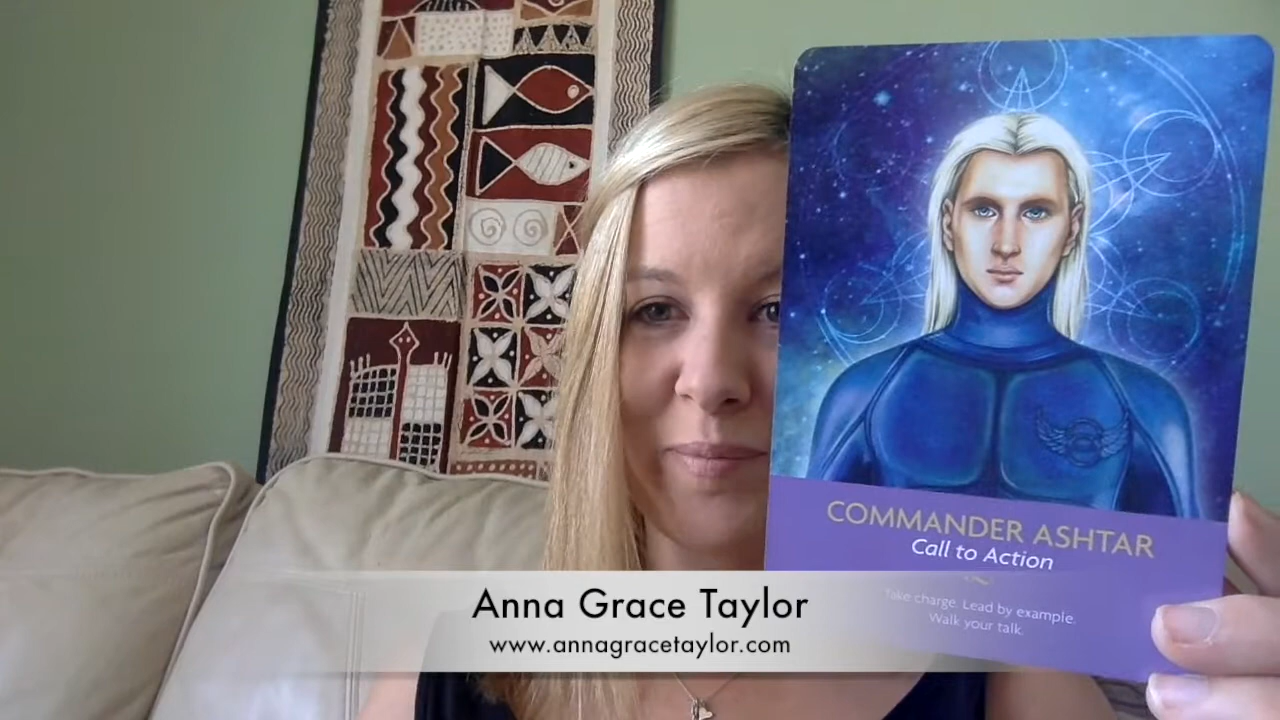 COMMANDER ASHTAR
Call to Action
Take charge. Lead by example.
Walk your talk.
Anna Grace Taylor
www.annagracetaylor.com